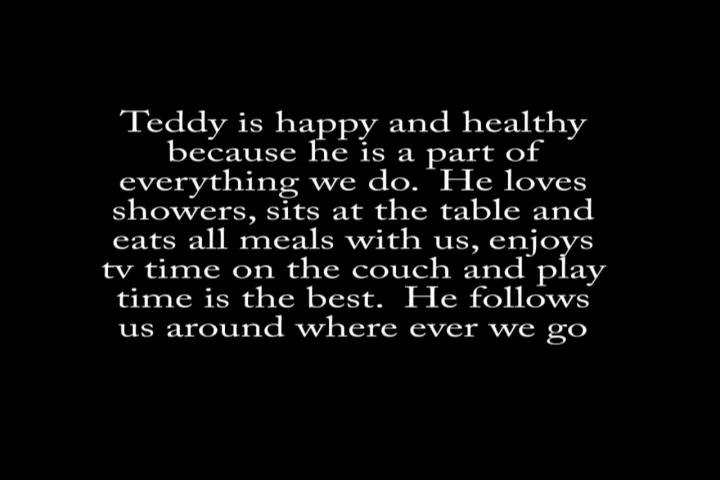 Teddy is happy and healthy
because he is a part of
everything we do.  He loves
showers, sits at the table and
eats all meals with us, enjoys
tv time on the couch and play
time is the best.  He follows
us around where ever we go